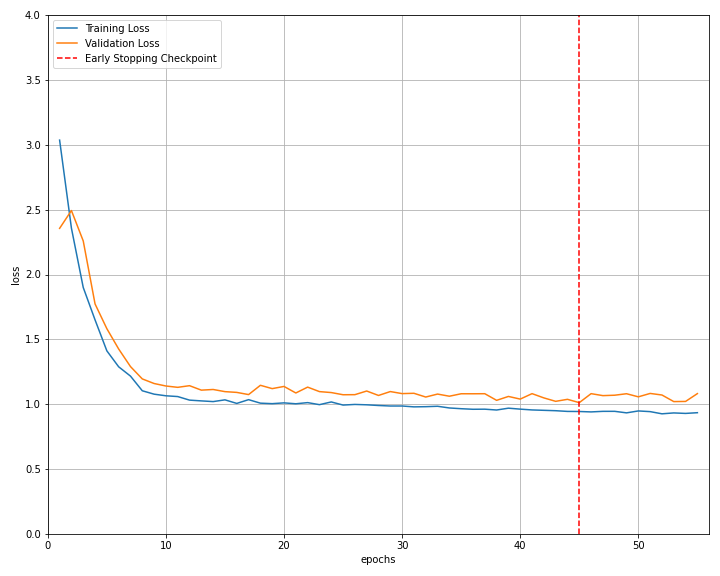 Training Loss
Validation Loss
Early Stopping Checkpoint
4.0
3.5
3.0
2.5
2.0
1.5
1.0
0.5
0.0
loss
0 10 20 30 40 50
epochs